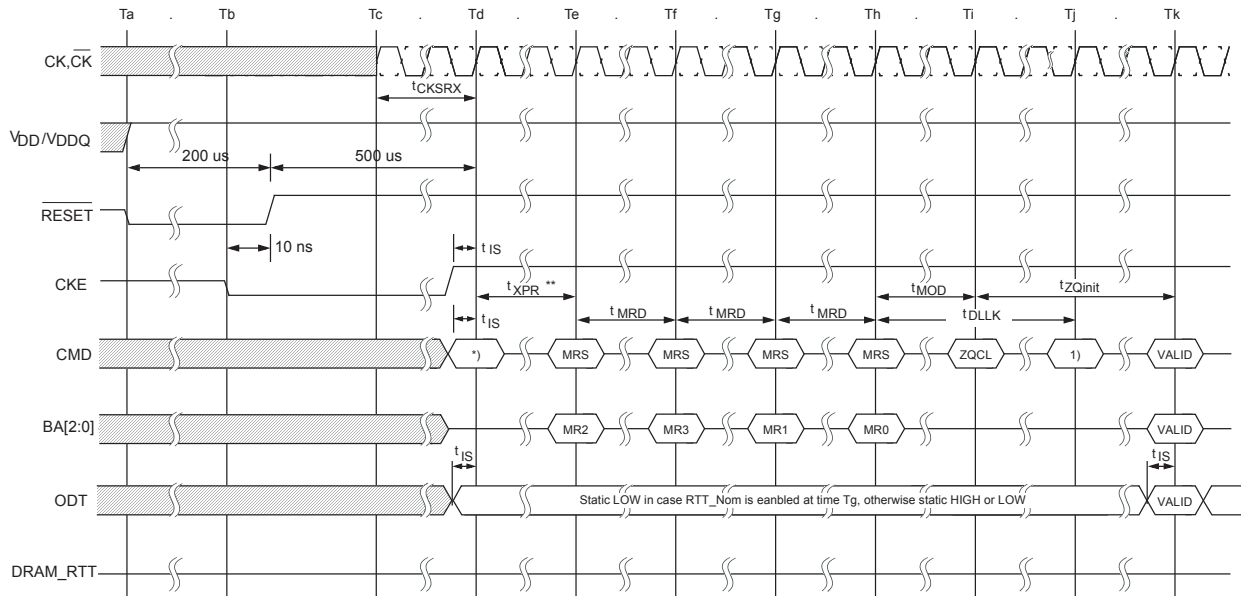 Ta . Tb . Tc . Td . Te . Tf . Tg . Th . Ti . Tj . Tk .
CK,CK
tCKSRX
VDD/VDDQ
200 us 500 us
RESET
10 ns tIS
CKE
tXPR ** tMOD tZQinit
tIS t MRD t MRD t MRD tDLLK
CMD *) MRS MRS MRS MRS ZQCL 1) VALID
BA[2:0] MR2 MR3 MR1 MR0 VALID
tIS tIS
ODT Static LOW in case RTT_Nom is eanbled at time Tg, otherwise static HIGH or LOW VALID
DRAM_RTT